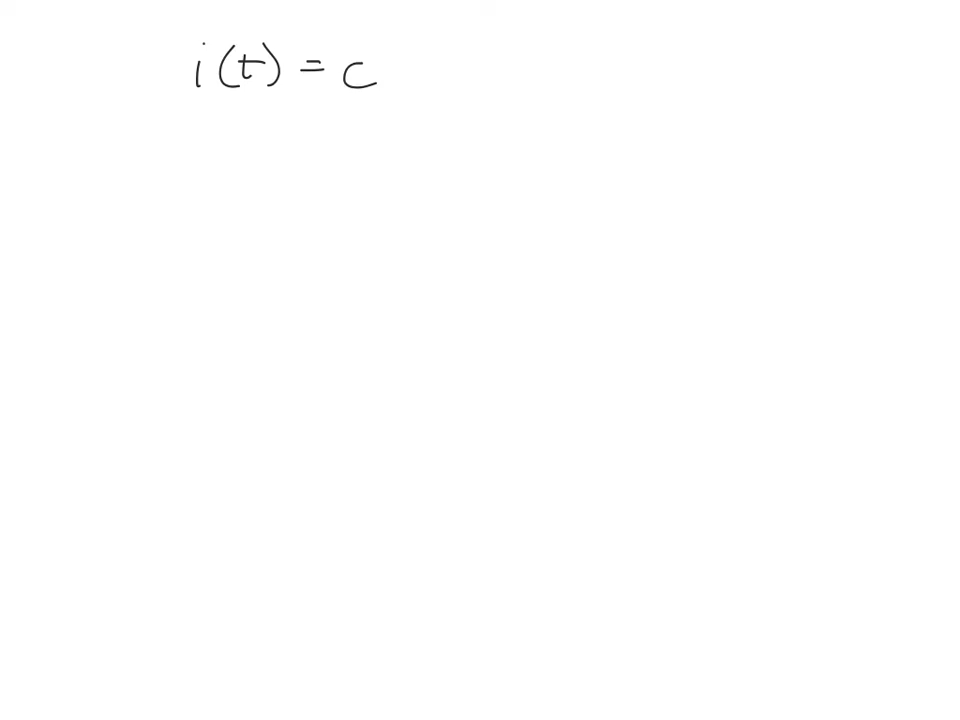 i(t) = c